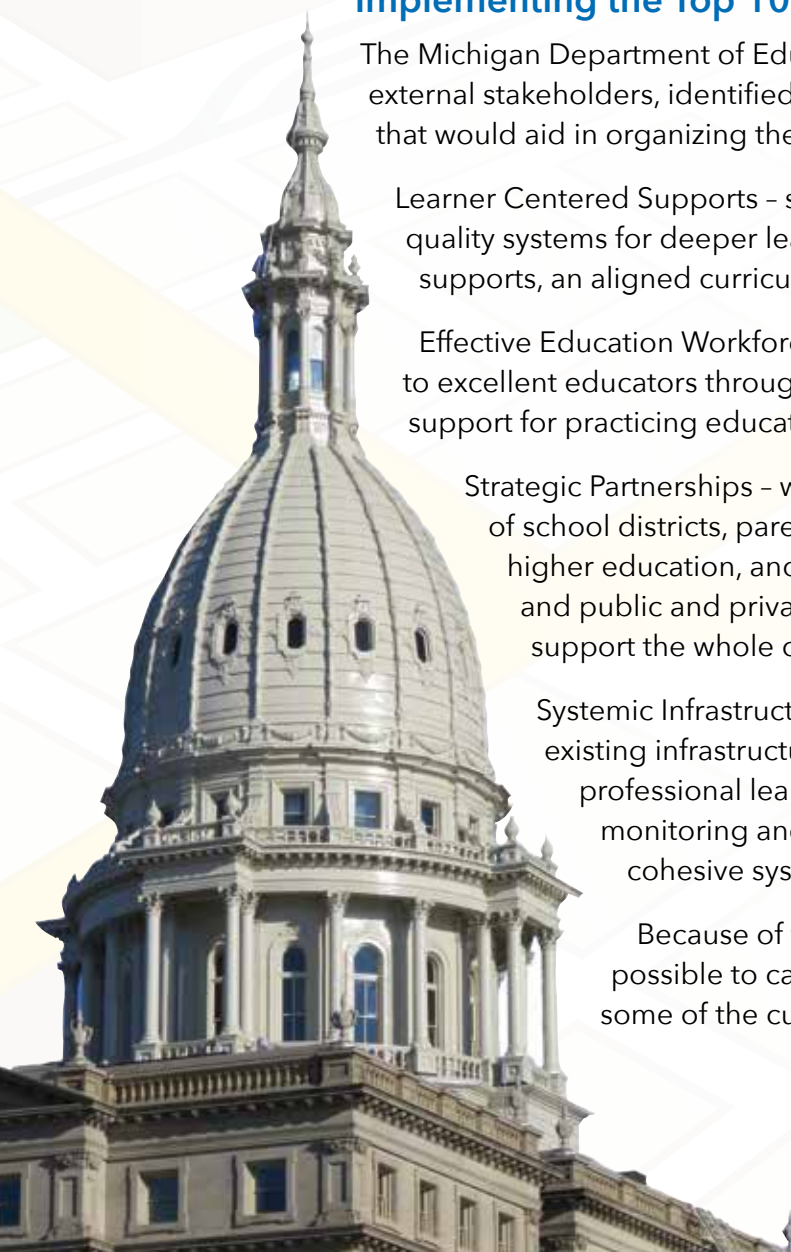 Implementing the Top 10
The Michigan Department of Edu
external stakeholders, identified
that would aid in organizing the
Learner Centered Supports – s
quality systems for deeper lea
supports, an aligned curricu
Effective Education Workforc
to excellent educators throug
support for practicing educat
Strategic Partnerships – w
of school districts, pare
higher education, and
and public and priva
support the whole c
Systemic Infrastruct
existing infrastructu
professional lea
monitoring and
cohesive sys
Because of
possible to ca
some of the cu